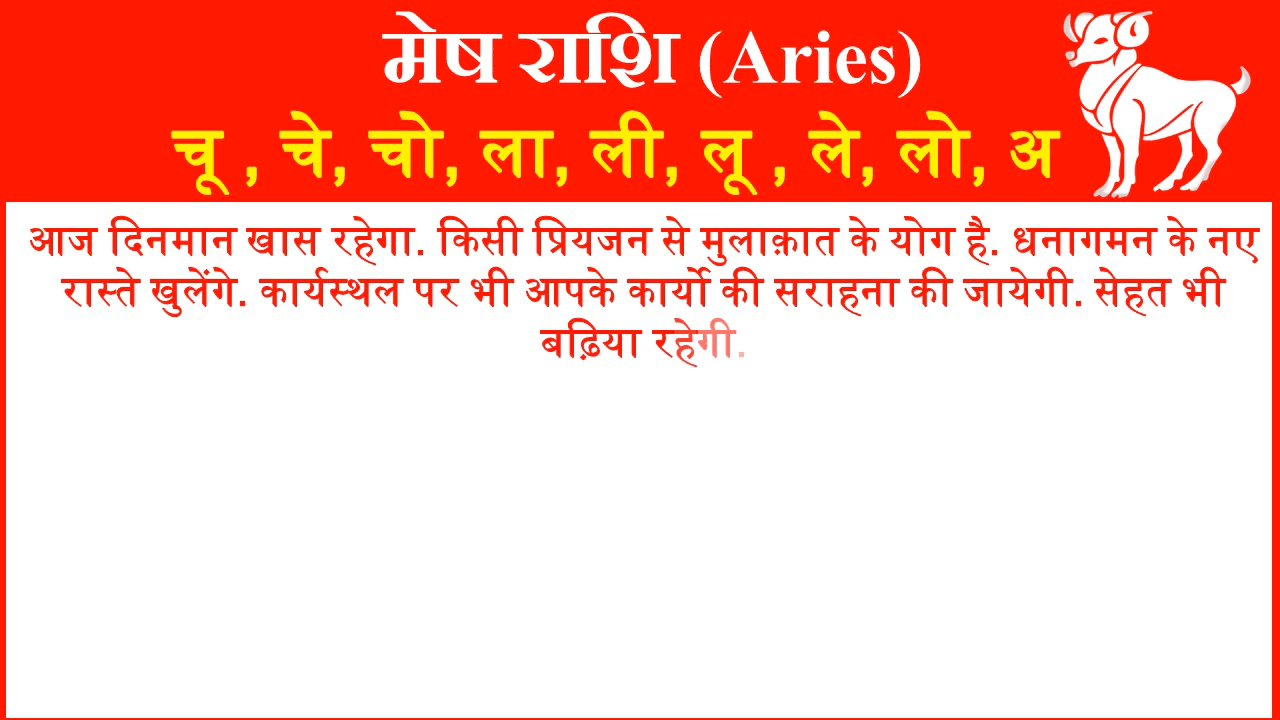 मेष राशि (Aries)
चू , चे, चो, ला, ली, लू , ले, लो, अ
आज दिनमान खास रहेगा. किसी प्रियजन से मुलाक़ात के योग है. धनागमन के नए
रास्ते खुलेंगे. कार्यस्थल पर भी आपके कार्यो की सराहना की जायेगी. सेहत भी
बढ़िया रहेगी.